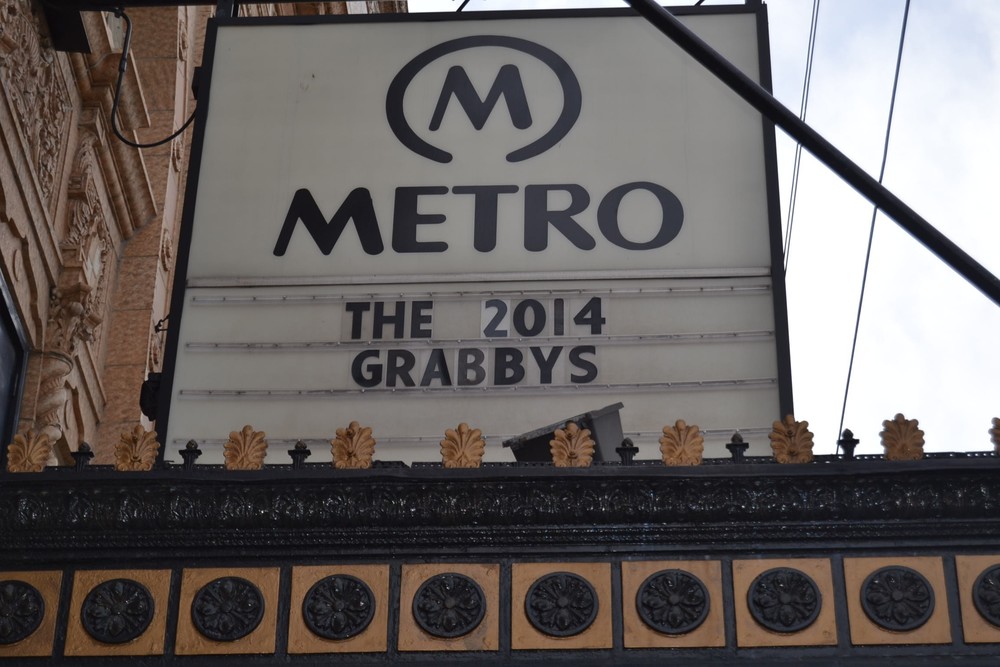 M
METRO
THE 2014
GRABBYS